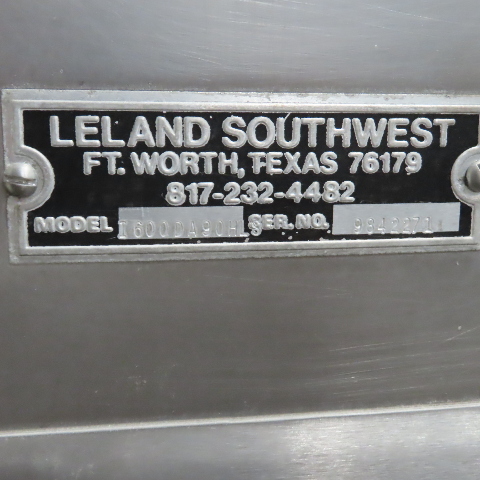 LELAND SOUTHWEST
FT. WORTH, TEXAS 76179
817-232-4482
MODEL SER. NO.